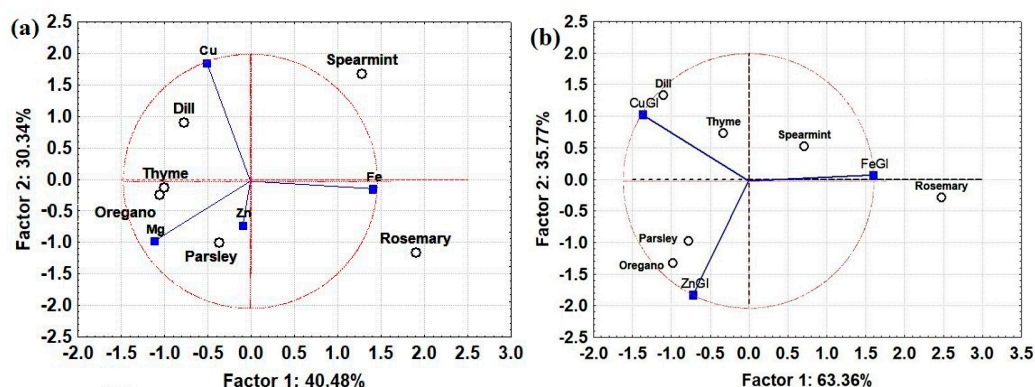 (a)
2.5
2.0
1.5
1.0
0.5
0.0
-0.5
-1.0
-1.5
-2.0
-2.5
Factor 2: 30.34%
Cu
Spearmint
Dill
Thyme
Fe
Oregano
Zn
Mg
Parsley
Rosemary
-2.0 -1.5 -1.0 -0.5 0.0 0.5 1.0 1.5 2.0 2.5 3.0
Factor 1: 40.48%
(b)
2.5
2.0
1.5
1.0
0.5
0.0
-0.5
-1.0
-1.5
-2.0
-2.5
Factor 2: 35.77%
Dill
CuGl
Thyme
Spearmint
FeGl
Rosemary
Parsley
Oregano
ZnGl
-2.0 -1.5 -1.0 -0.5 0.0 0.5 1.0 1.5 2.0 2.5 3.0 3.5
Factor 1: 63.36%